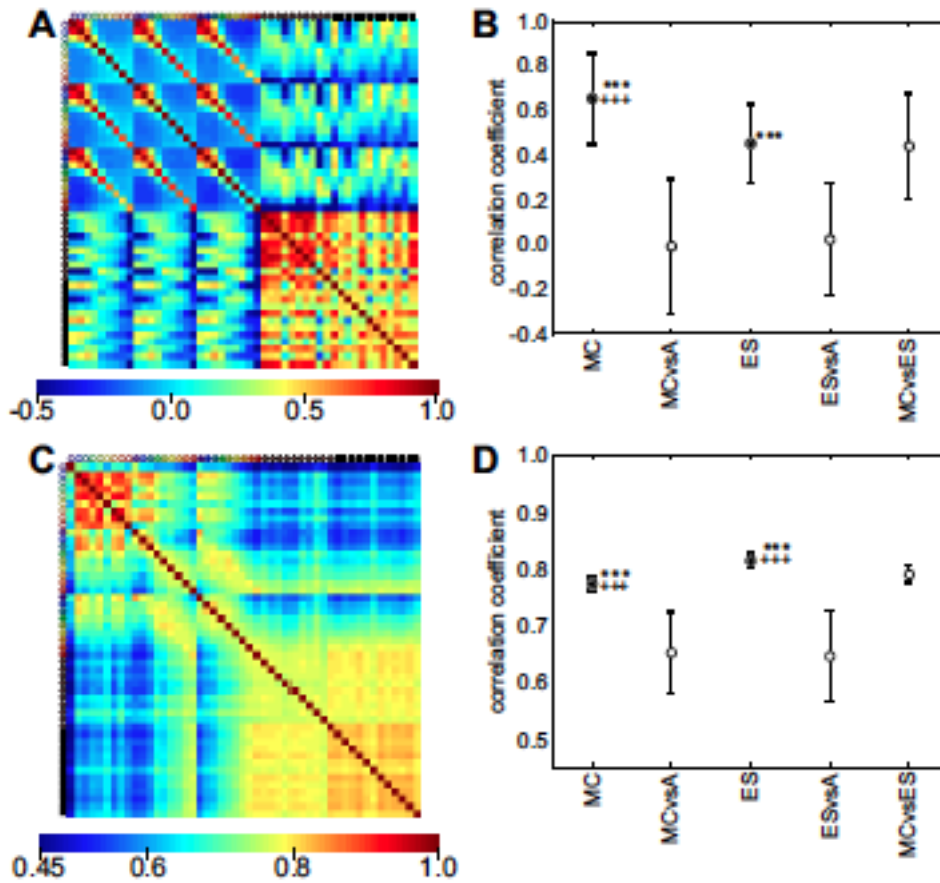 A
-0.5 0.0 0.5 1.0
B
correlation coefficient
1.0
0.8
0.6
0.4
0.2
0.0
-0.2
-0.4
***
+++
***
MC MCvsA ES ESvsA MCvsES
C
0.45 0.6 0.8 1.0
D
correlation coefficient
1.0
0.9
0.8
0.7
0.6
0.5
***
+++
***
+++
MC MCvsA ES ESvsA MCvsES